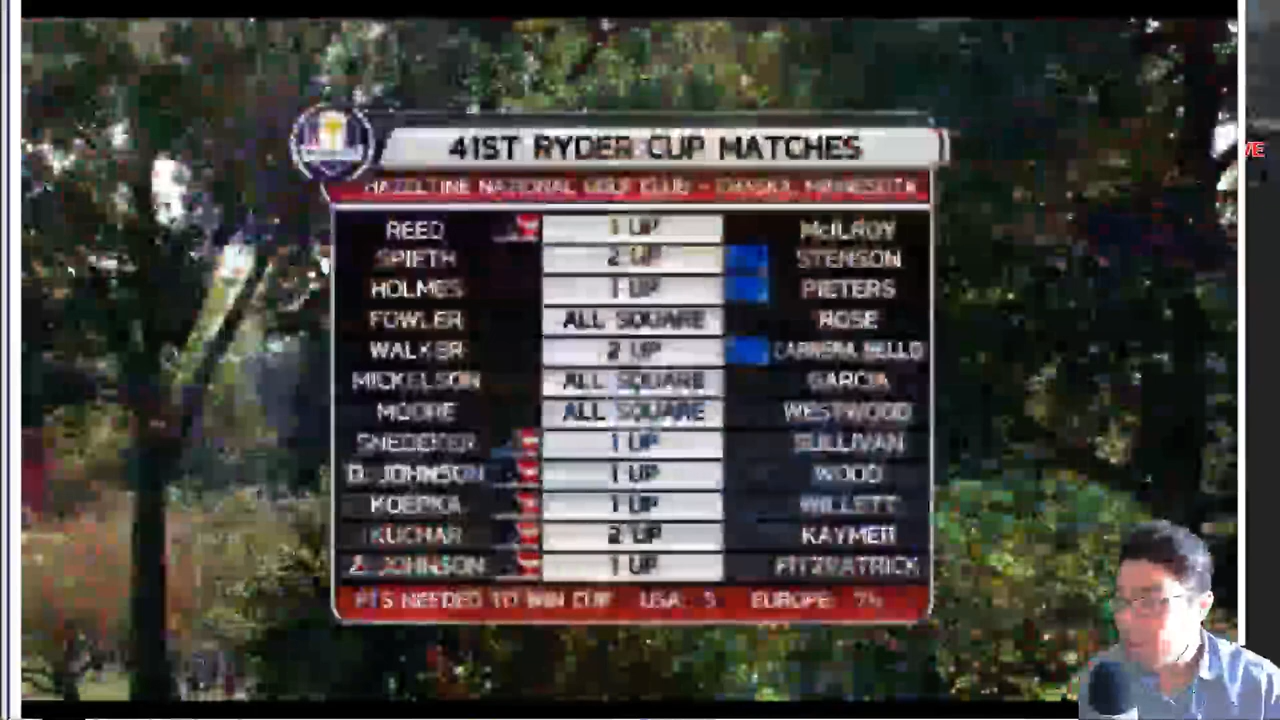 41ST RYDER CUP MATCHES
HAZELTINE NATIONAL GOLF CLUB - CHASKA, MINNESOTA
REED 1 UP McILROY
SPIETH 2 UP STENSON
HOLMES 1 UP PIETERS
FOWLER ALL SQUARE ROSE
WALKER 2 UP CABRERA BELLO
MICKELSON ALL SQUARE GARCIA
MOORE ALL SQUARE WESTWOOD
SNEDEKER 1 UP SULLIVAN
D. JOHNSON 1 UP WOOD
KOEPKA 1 UP WILLETT
KUCHAR 2 UP KAYMER
Z. JOHNSON 1 UP FITZPATRICK
PTS NEEDED TO WIN CUP USA: 5 EUROPE: 7½